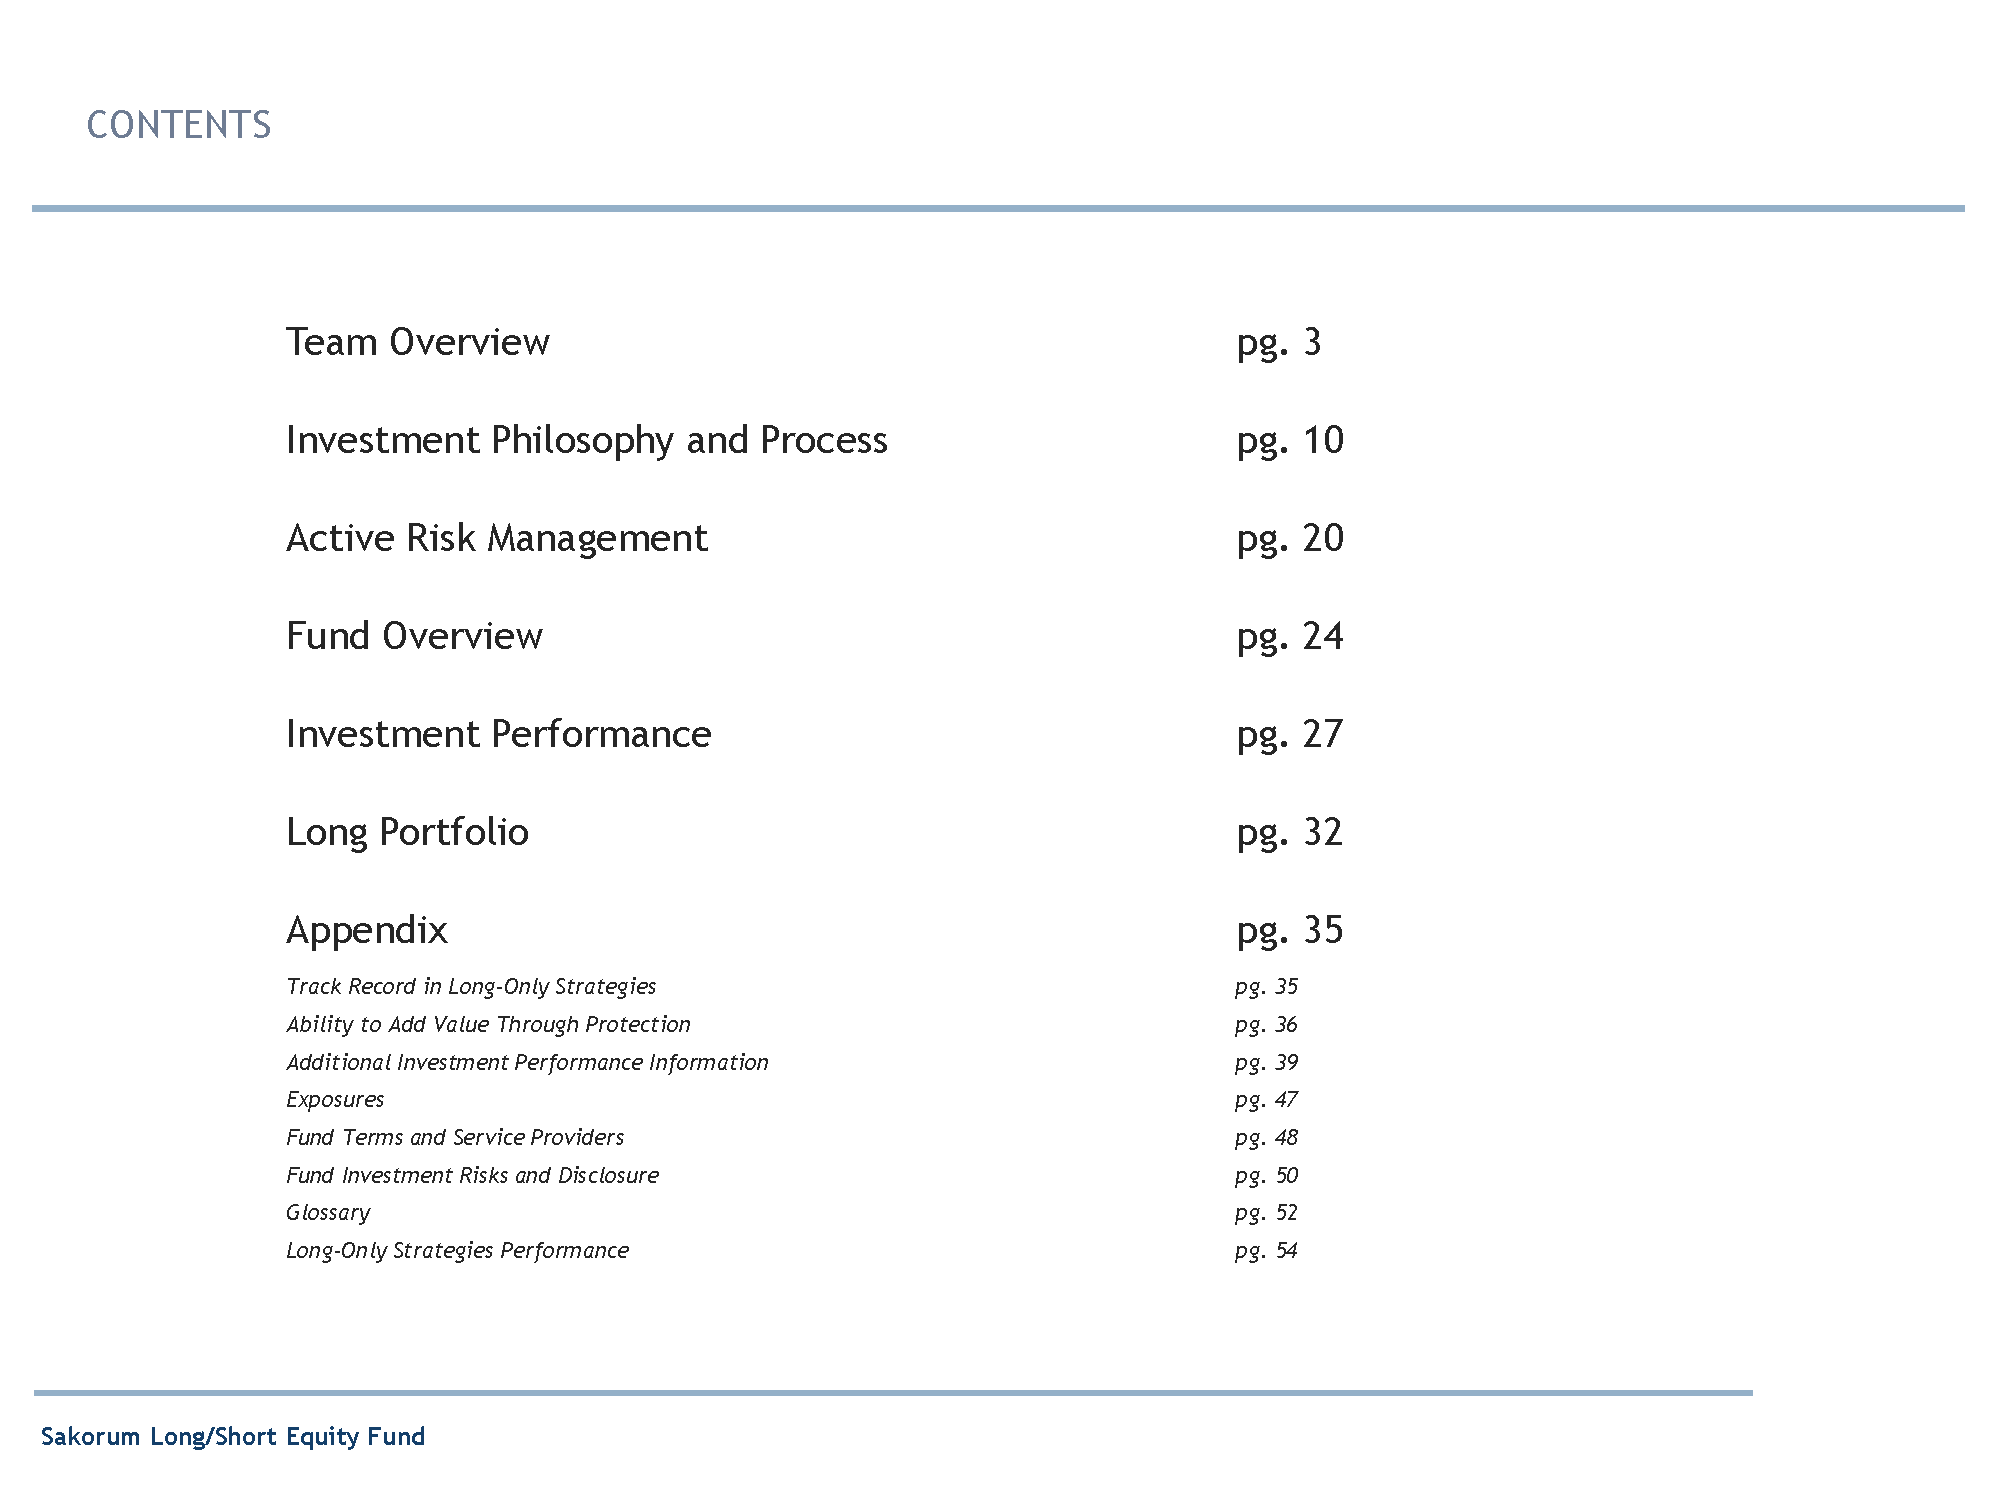 CONTENTS
Team Overview pg. 3
Investment Philosophy and Process pg. 10
Active Risk Management pg. 20
Fund Overview pg. 24
Investment Performance pg. 27
Long Portfolio pg. 32
Appendix pg. 35
Track Record in Long-Only Strategies pg. 35
Ability to Add Value Through Protection pg. 36
Additional Investment Performance Information pg. 39
Exposures pg. 47
Fund Terms and Service Providers pg. 48
Fund Investment Risks and Disclosure pg. 50
Glossary pg. 52
Long-Only Strategies Performance pg. 54
Sakorum Long/Short Equity Fund